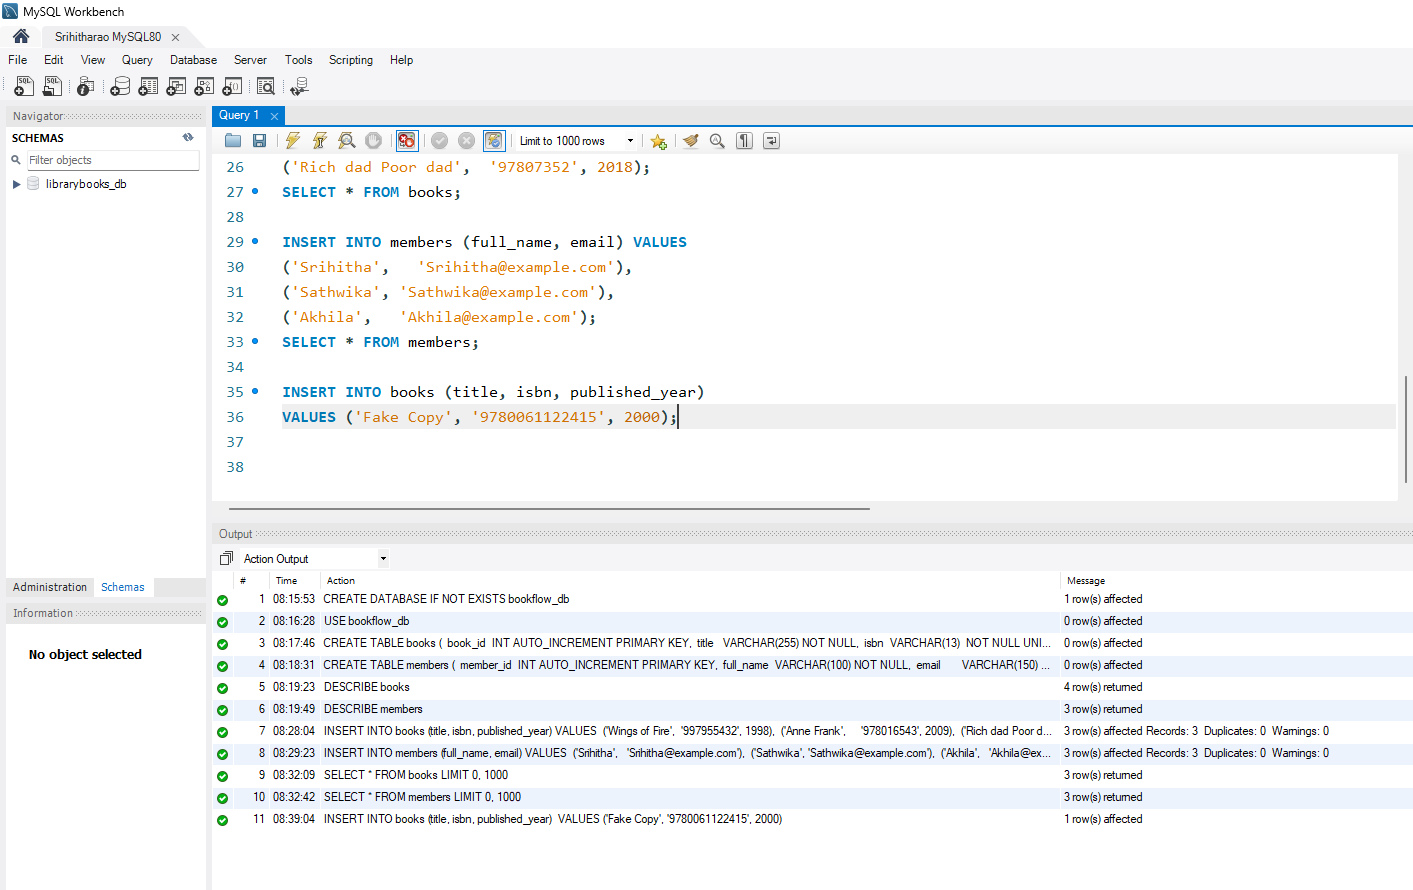 MySQL Workbench
Srihitharao MySQL80
File Edit View Query Database Server Tools Scripting Help
Navigator
SCHEMAS
Filter objects
librarybooks_db
Administration Schemas
Information
No object selected
Query 1
Limit to 1000 rows
26 ('Rich dad Poor dad', '97807352', 2018);
27 SELECT * FROM books;
28
29 INSERT INTO members (full_name, email) VALUES
30 ('Srihitha', 'Srihitha@example.com'),
31 ('Sathwika', 'Sathwika@example.com'),
32 ('Akhila', 'Akhila@example.com');
33 SELECT * FROM members;
34
35 INSERT INTO books (title, isbn, published_year)
36 VALUES ('Fake Copy', '9780061122415', 2000);
37
38
Output
Action Output
# Time Action Message
1 08:15:53 CREATE DATABASE IF NOT EXISTS bookflow_db 1 row(s) affected
2 08:16:28 USE bookflow_db 0 row(s) affected
3 08:17:46 CREATE TABLE books ( book_id INT AUTO_INCREMENT PRIMARY KEY, title VARCHAR(255) NOT NULL, isbn VARCHAR(13) NOT NULL UNI... 0 row(s) affected
4 08:18:31 CREATE TABLE members ( member_id INT AUTO_INCREMENT PRIMARY KEY, full_name VARCHAR(100) NOT NULL, email VARCHAR(150) ... 0 row(s) affected
5 08:19:23 DESCRIBE books 4 row(s) returned
6 08:19:49 DESCRIBE members 3 row(s) returned
7 08:28:04 INSERT INTO books (title, isbn, published_year) VALUES ('Wings of Fire', '997955432', 1998), ('Anne Frank', '978016543', 2009), ('Rich dad Poor d... 3 row(s) affected Records: 3 Duplicates: 0 Warnings: 0
8 08:29:23 INSERT INTO members (full_name, email) VALUES ('Srihitha', 'Srihitha@example.com'), ('Sathwika', 'Sathwika@example.com'), ('Akhila', 'Akhila@ex... 3 row(s) affected Records: 3 Duplicates: 0 Warnings: 0
9 08:32:09 SELECT * FROM books LIMIT 0, 1000 3 row(s) returned
10 08:32:42 SELECT * FROM members LIMIT 0, 1000 3 row(s) returned
11 08:39:04 INSERT INTO books (title, isbn, published_year) VALUES ('Fake Copy', '9780061122415', 2000) 1 row(s) affected